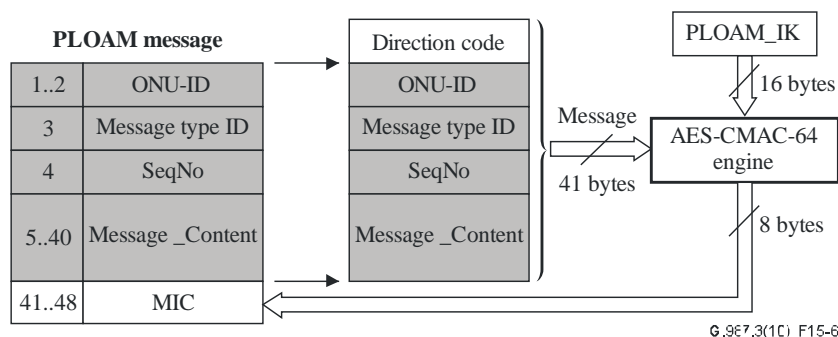 PLOAM message
1..2 ONU-ID
3 Message type ID
4 SeqNo
5..40 Message _Content
41..48 MIC
Direction code
ONU-ID
Message type ID
SeqNo
Message _Content
Message
41 bytes
PLOAM_IK
16 bytes
AES-CMAC-64
engine
8 bytes
G.987.3(10)_F15-6